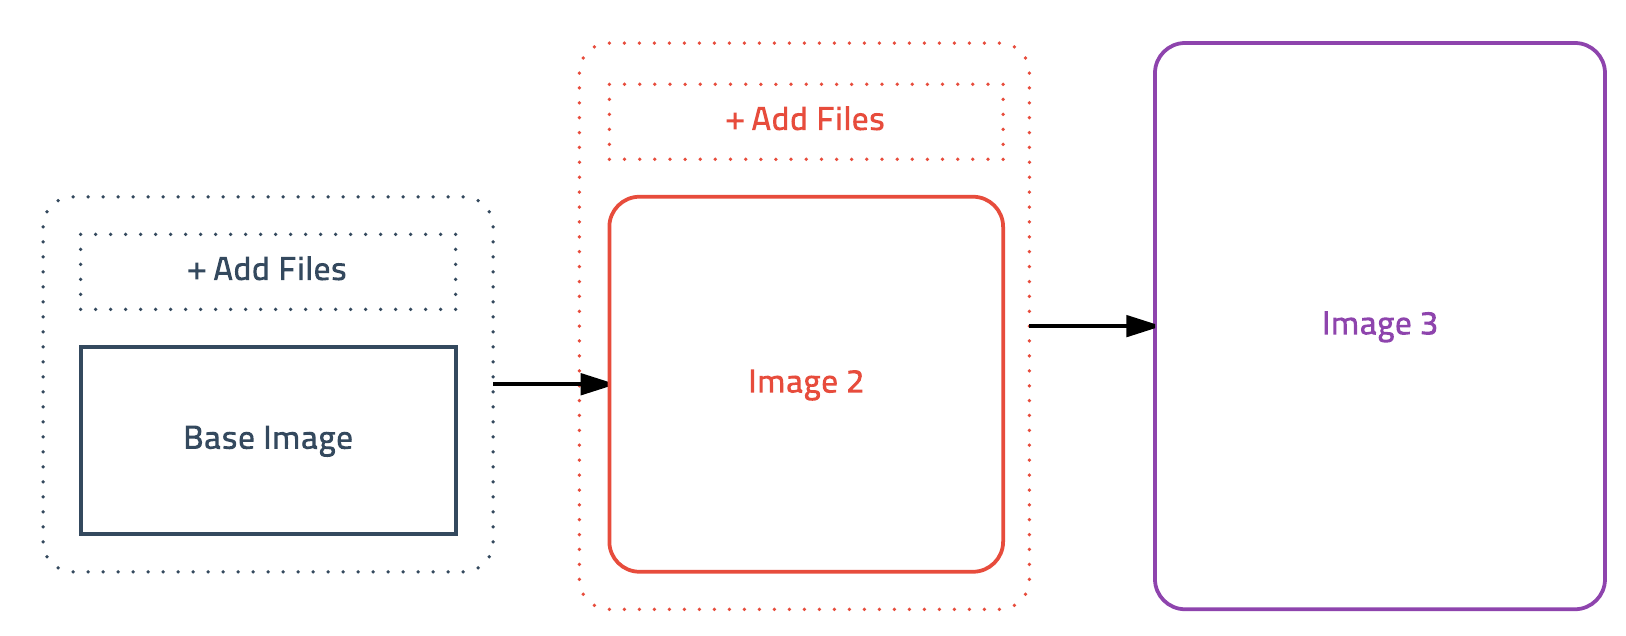 + Add Files
Base Image
+ Add Files
Image 2
Image 3